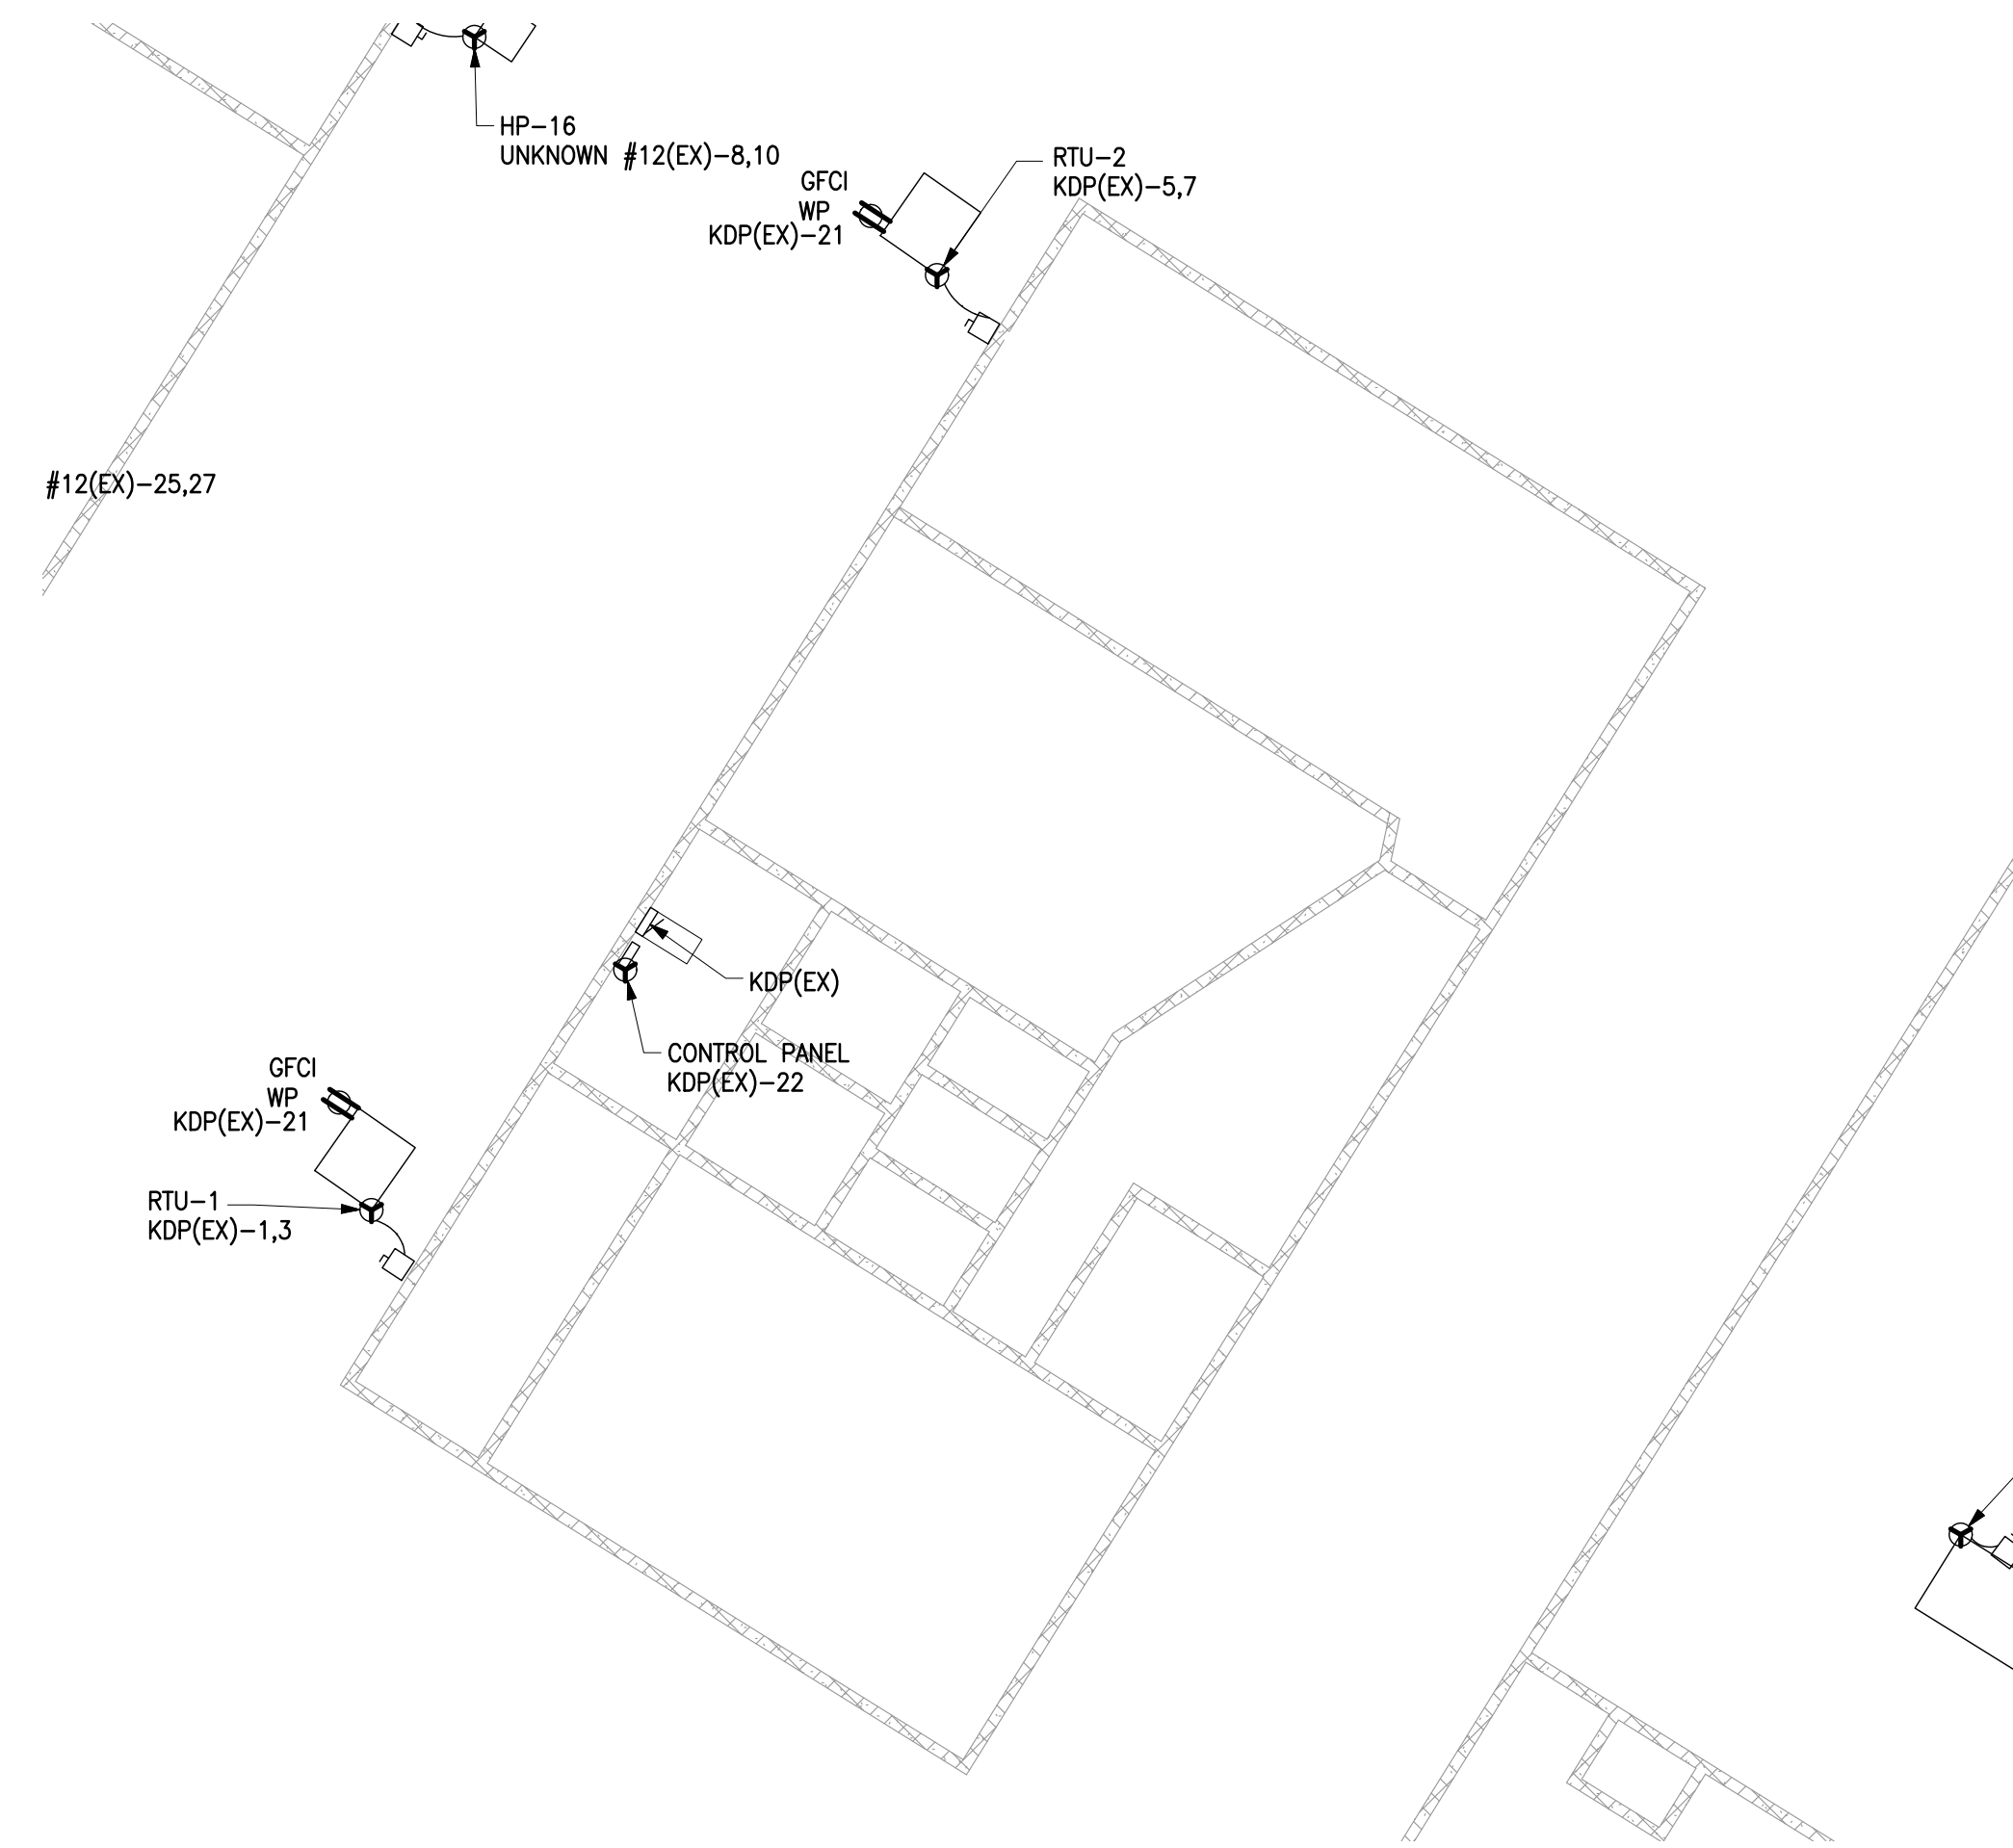 HP-16
UNKNOWN #12(EX)-8,10
RTU-2
KDP(EX)-5,7
GFCI
WP
KDP(EX)-21
#12(EX)-25,27
KDP(EX)
CONTROL PANEL
KDP(EX)-22
GFCI
WP
KDP(EX)-21
RTU-1
KDP(EX)-1,3